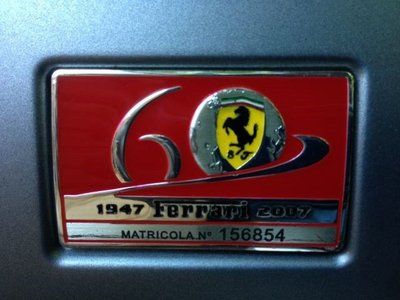 60
S F
1947 Ferrari 2007
MATRICOLA Nº 156854